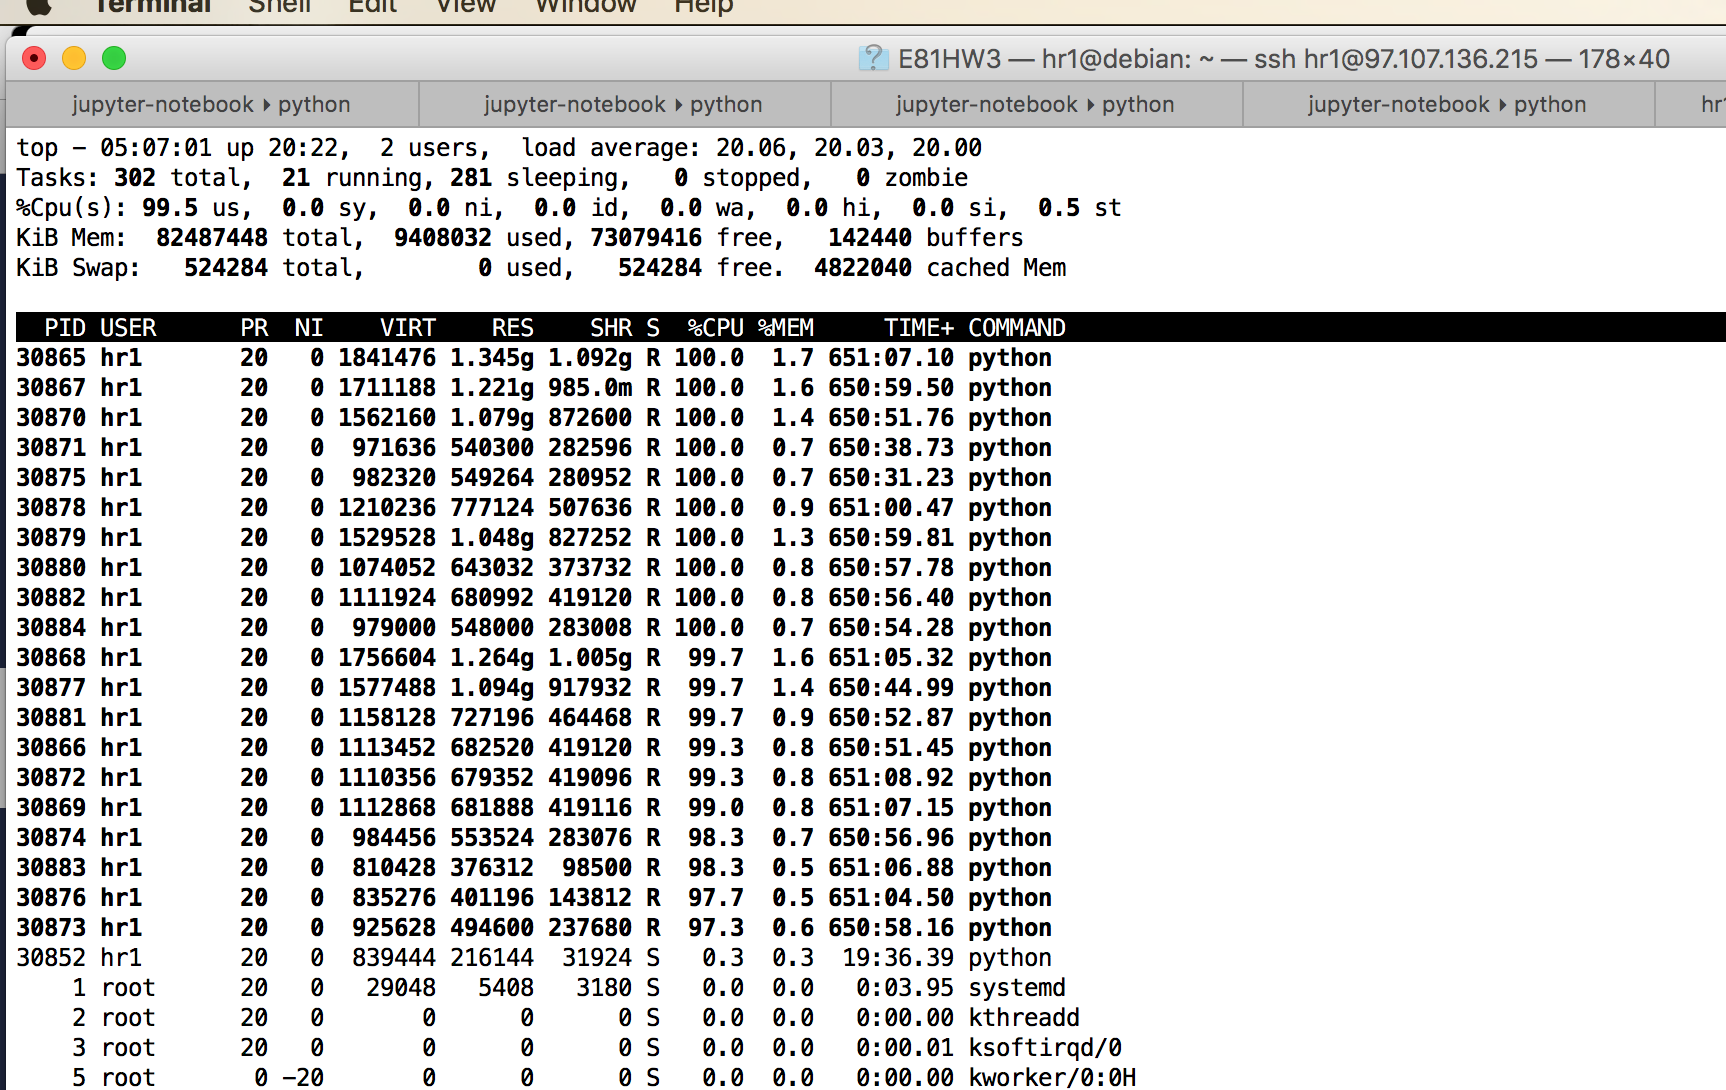 Terminal Shell Edit View Window Help
E81HW3 — hr1@debian: ~ — ssh hr1@97.107.136.215 — 178×40
jupyter-notebook ▸ python jupyter-notebook ▸ python jupyter-notebook ▸ python jupyter-notebook ▸ python hr1
top - 05:07:01 up 20:22,  2 users,  load average: 20.06, 20.03, 20.00
Tasks: 302 total,  21 running, 281 sleeping,   0 stopped,   0 zombie
%Cpu(s): 99.5 us,  0.0 sy,  0.0 ni,  0.0 id,  0.0 wa,  0.0 hi,  0.0 si,  0.5 st
KiB Mem:  82487448 total,  9408032 used, 73079416 free,   142440 buffers
KiB Swap:   524284 total,        0 used,   524284 free.  4822040 cached Mem
PID USER      PR  NI    VIRT    RES    SHR S  %CPU %MEM     TIME+ COMMAND
30865 hr1       20   0 1841476 1.345g 1.092g R 100.0  1.7 651:07.10 python
30867 hr1       20   0 1711188 1.221g 985.0m R 100.0  1.6 650:59.50 python
30870 hr1       20   0 1562160 1.079g 872600 R 100.0  1.4 650:51.76 python
30871 hr1       20   0  971636 540300 282596 R 100.0  0.7 650:38.73 python
30875 hr1       20   0  982320 549264 280952 R 100.0  0.7 650:31.23 python
30878 hr1       20   0 1210236 777124 507636 R 100.0  0.9 651:00.47 python
30879 hr1       20   0 1529528 1.048g 827252 R 100.0  1.3 650:59.81 python
30880 hr1       20   0 1074052 643032 373732 R 100.0  0.8 650:57.78 python
30882 hr1       20   0 1111924 680992 419120 R 100.0  0.8 650:56.40 python
30884 hr1       20   0  979000 548000 283008 R 100.0  0.7 650:54.28 python
30868 hr1       20   0 1756604 1.264g 1.005g R  99.7  1.6 651:05.32 python
30877 hr1       20   0 1577488 1.094g 917932 R  99.7  1.4 650:44.99 python
30881 hr1       20   0 1158128 727196 464468 R  99.7  0.9 650:52.87 python
30866 hr1       20   0 1113452 682520 419120 R  99.3  0.8 650:51.45 python
30872 hr1       20   0 1110356 679352 419096 R  99.3  0.8 651:08.92 python
30869 hr1       20   0 1112868 681888 419116 R  99.0  0.8 651:07.15 python
30874 hr1       20   0  984456 553524 283076 R  98.3  0.7 650:56.96 python
30883 hr1       20   0  810428 376312  98500 R  98.3  0.5 651:06.88 python
30876 hr1       20   0  835276 401196 143812 R  97.7  0.5 651:04.50 python
30873 hr1       20   0  925628 494600 237680 R  97.3  0.6 650:58.16 python
30852 hr1       20   0  839444 216144  31924 S   0.3  0.3  19:36.39 python
1 root      20   0   29048   5408   3180 S   0.0  0.0   0:03.95 systemd
2 root      20   0       0      0      0 S   0.0  0.0   0:00.00 kthreadd
3 root      20   0       0      0      0 S   0.0  0.0   0:00.01 ksoftirqd/0
5 root       0 -20       0      0      0 S   0.0  0.0   0:00.00 kworker/0:0H